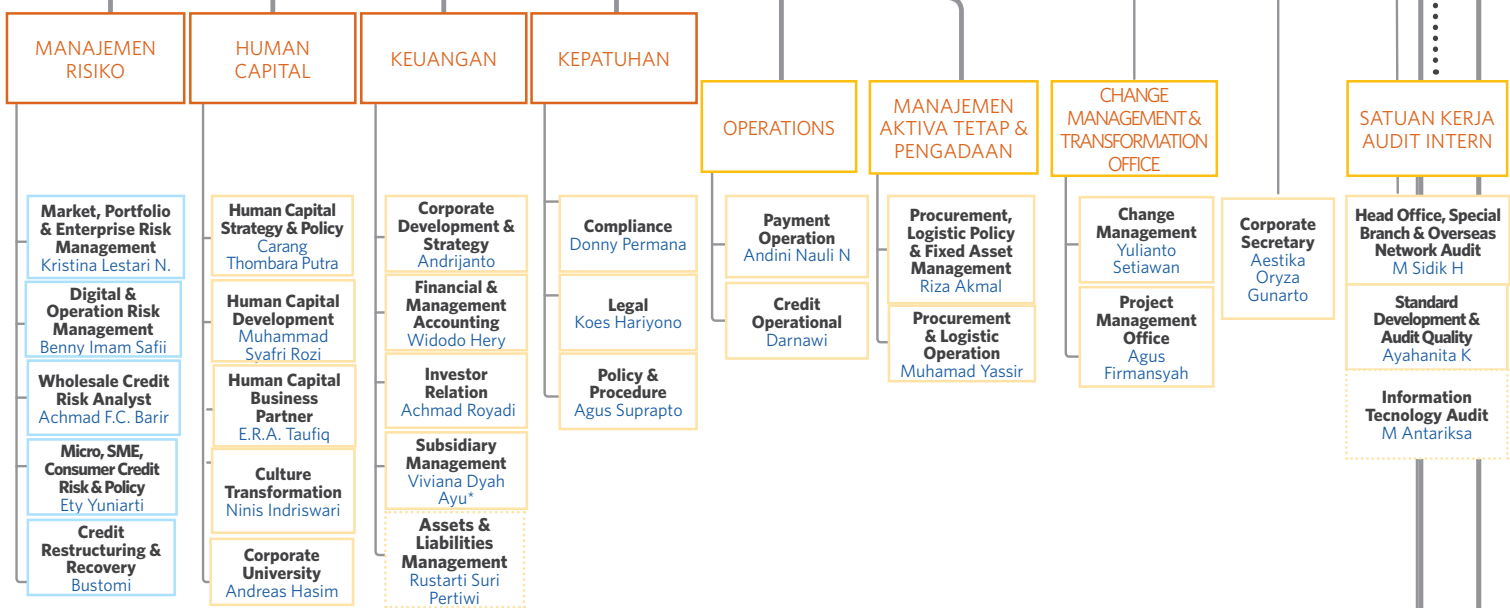 MANAJEMEN
RISIKO
Market, Portfolio
& Enterprise Risk
Management
Kristina Lestari N.
Digital &
Operation Risk
Management
Benny Imam Safii
Wholesale Credit
Risk Analyst
Achmad F.C. Barir
Micro, SME,
Consumer Credit
Risk & Policy
Ety Yuniarti
Credit
Restructuring &
Recovery
Bustomi
HUMAN
CAPITAL
Human Capital
Strategy & Policy
Carang
Thombara Putra
Human Capital
Development
Muhammad
Syafri Rozi
Human Capital
Business
Partner
E.R.A. Taufiq
Culture
Transformation
Ninis Indriswari
Corporate
University
Andreas Hasim
KEUANGAN
Corporate
Development &
Strategy
Andrijanto
Financial &
Management
Accounting
Widodo Hery
Investor
Relation
Achmad Royadi
Subsidiary
Management
Viviana Dyah
Ayu*
Assets &
Liabilities
Management
Rustarti Suri
Pertiwi
KEPATUHAN
Compliance
Donny Permana
Legal
Koes Hariyono
Policy &
Procedure
Agus Suprapto
OPERATIONS
Payment
Operation
Andini Nauli N
Credit
Operational
Darnawi
MANAJEMEN
AKTIVA TETAP &
PENGADAAN
Procurement,
Logistic Policy
& Fixed Asset
Management
Riza Akmal
Procurement
& Logistic
Operation
Muhamad Yassir
CHANGE
MANAGEMENT &
TRANSFORMATION
OFFICE
Change
Management
Yulianto
Setiawan
Project
Management
Office
Agus
Firmansyah
Corporate
Secretary
Aestika
Oryza
Gunarto
SATUAN KERJA
AUDIT INTERN
Head Office, Special
Branch & Overseas
Network Audit
M Sidik H
Standard
Development &
Audit Quality
Ayahanita K
Information
Tecnology Audit
M Antariksa